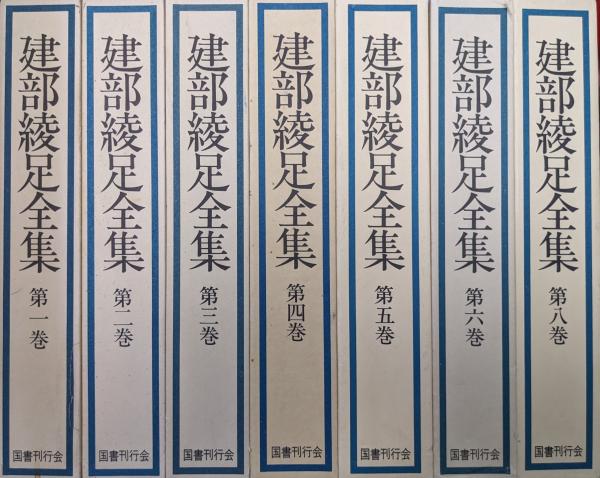 建部綾足全集
第一巻
国書刊行会
建部綾足全集
第二巻
国書刊行会
建部綾足全集
第三巻
国書刊行会
建部綾足全集
第四巻
国書刊行会
建部綾足全集
第五巻
国書刊行会
建部綾足全集
第六巻
国書刊行会
建部綾足全集
第八巻
国書刊行会